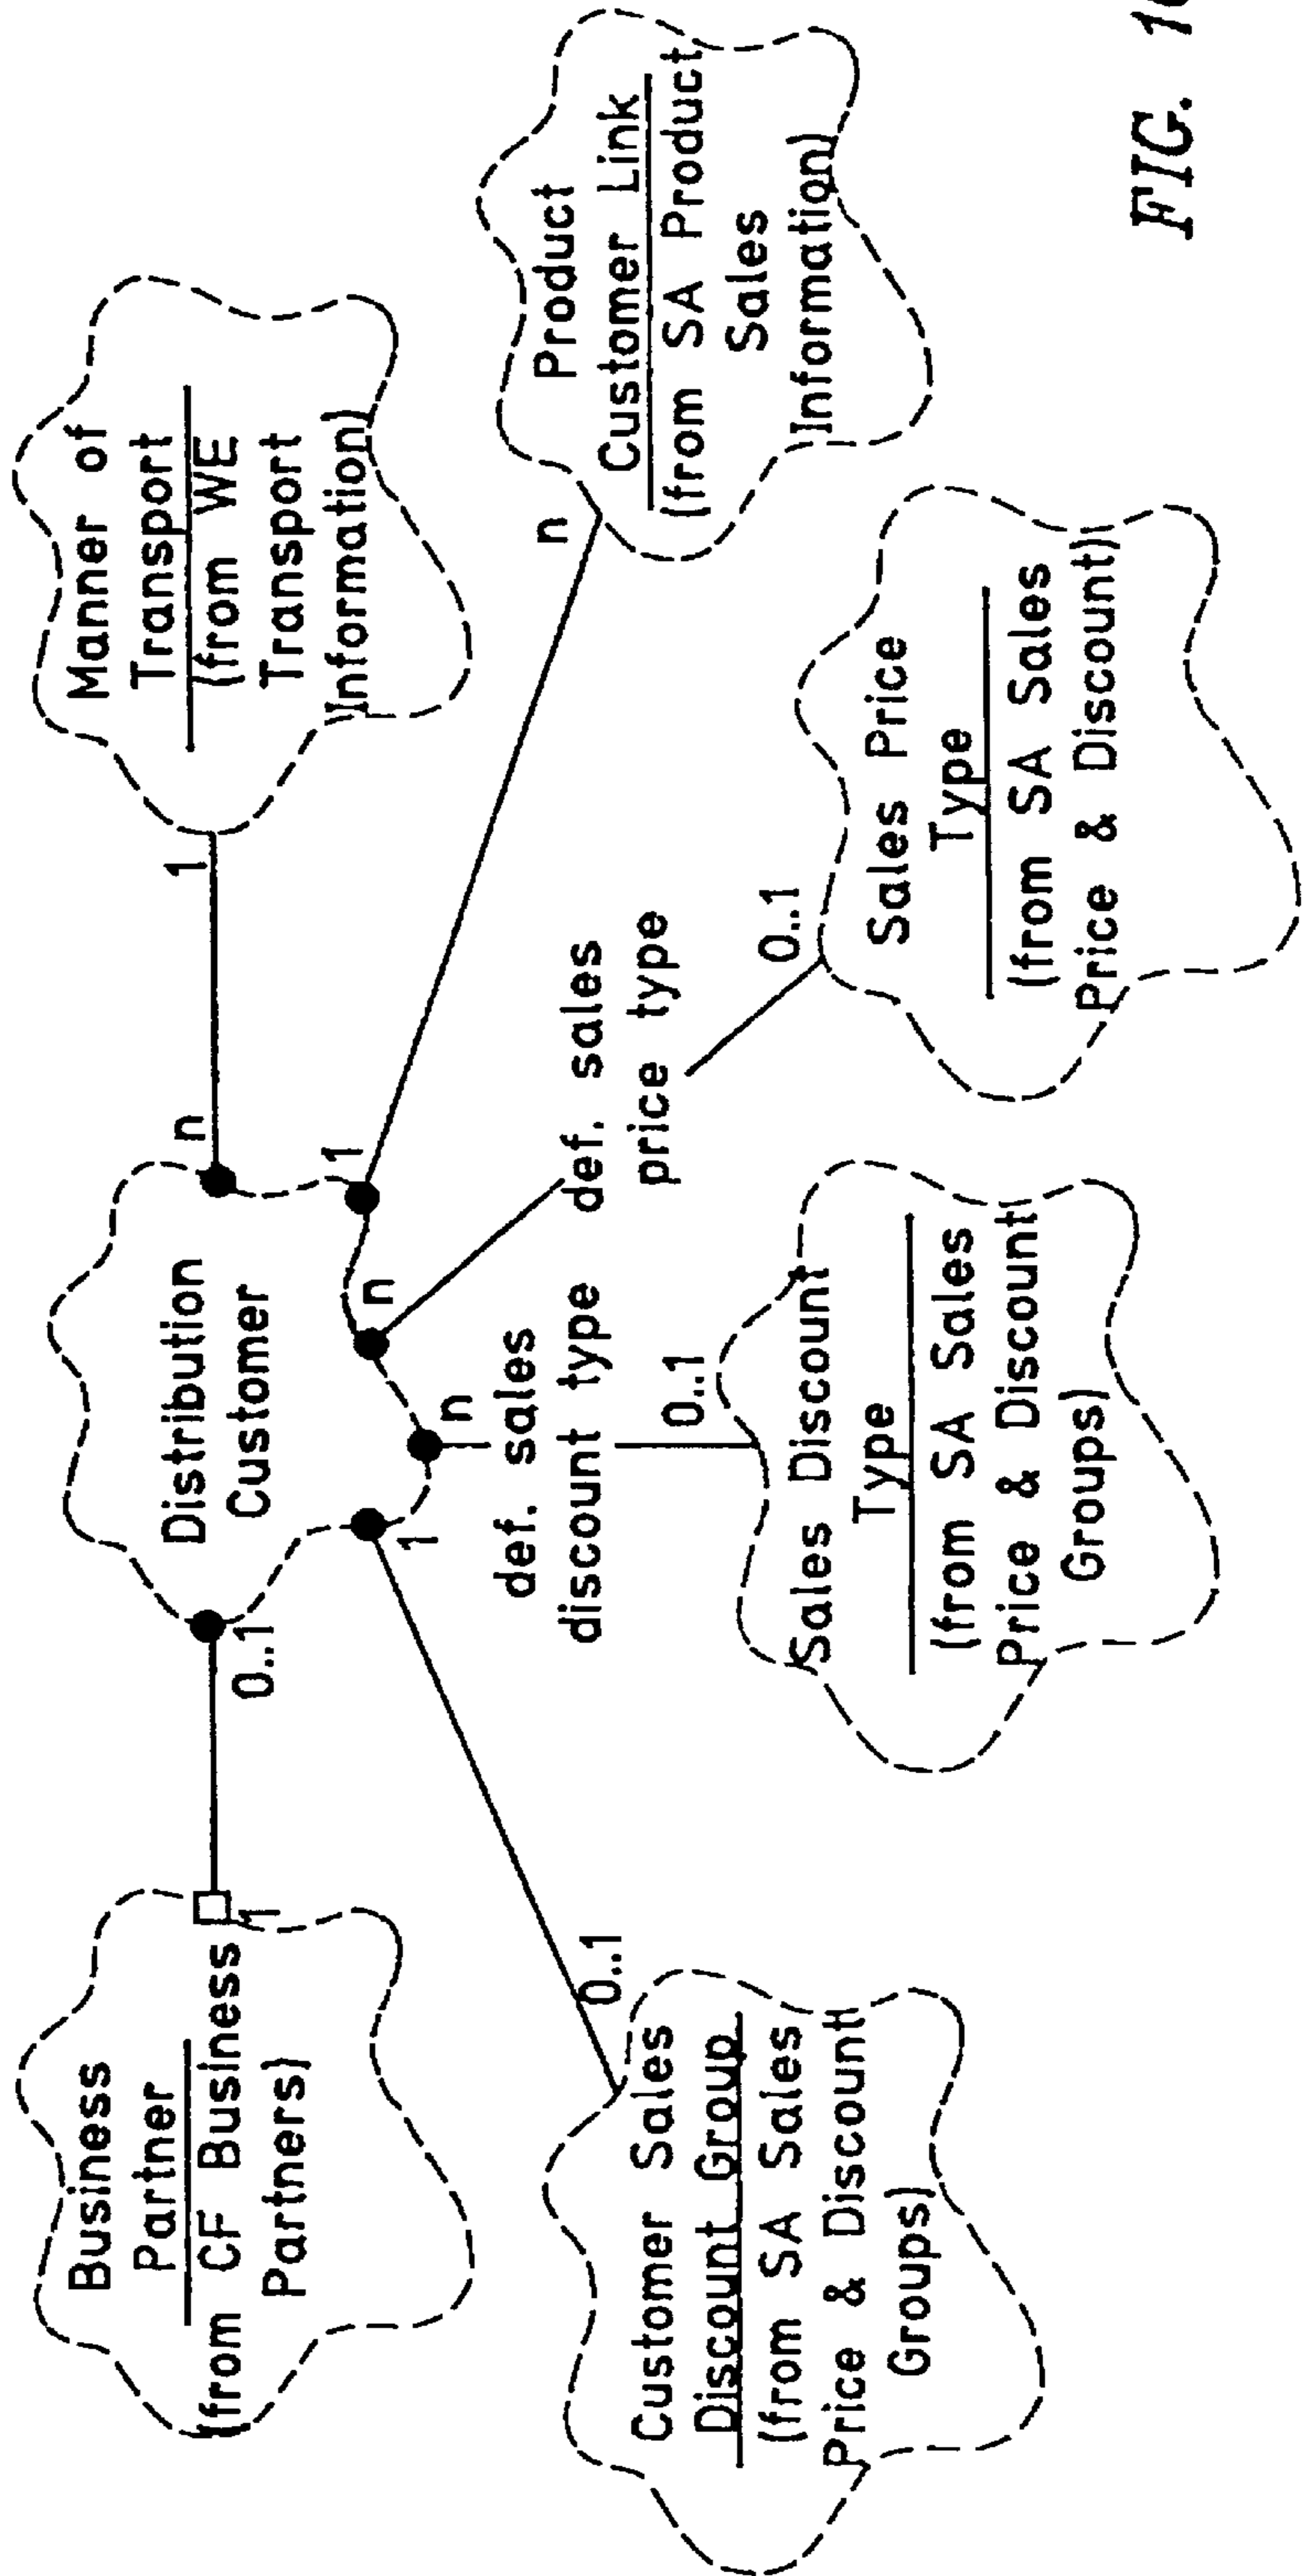 Business
Partner
(from CF Business
Partners)
1
0..1
Distribution
Customer
n
1
Manner of
Transport
(from WE
Transport
Information)
1
n
Product
Customer Link
(from SA Product
Sales
Information)
n
def. sales
price type
0..1
Sales Price
Type
(from SA Sales
Price & Discount)
n
def. sales
discount type
0..1
Sales Discount
Type
(from SA Sales
Price & Discount
Groups)
1
0..1
Customer Sales
Discount Group
(from SA Sales
Price & Discount
Groups)
FIG.